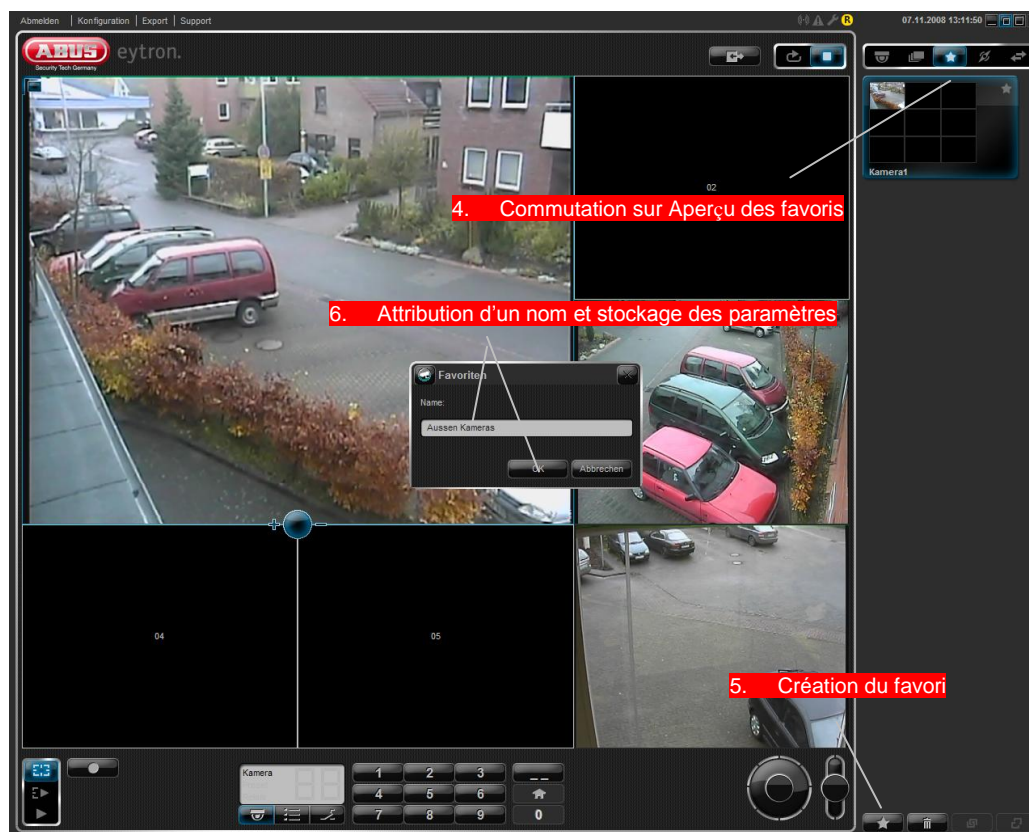 Abmelden | Konfiguration | Export | Support
R
07.11.2008 13:11:50
ABUS
Security Tech Germany
eytron.
02
Kamera1
4. Commutation sur Aperçu des favoris
6. Attribution d'un nom et stockage des paramètres
Favoriten
Name:
Aussen Kameras
OK
Abbrechen
04
05
5. Création du favori
Kamera
1 2 3 _ _
4 5 6
7 8 9 0